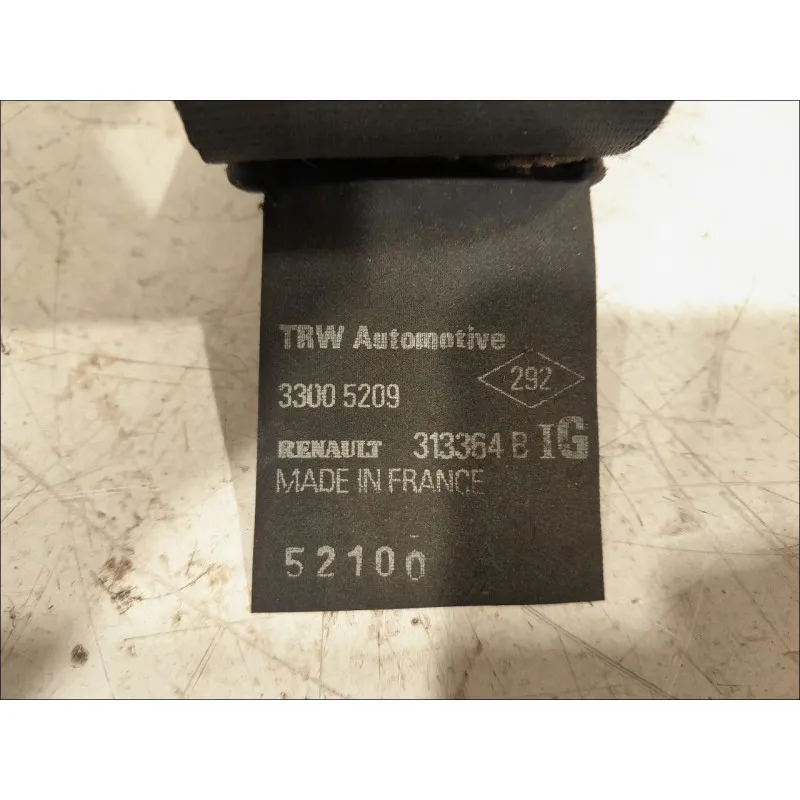 TRW Automotive
3300 5209 292
RENAULT 313364 B IG
MADE IN FRANCE
52100